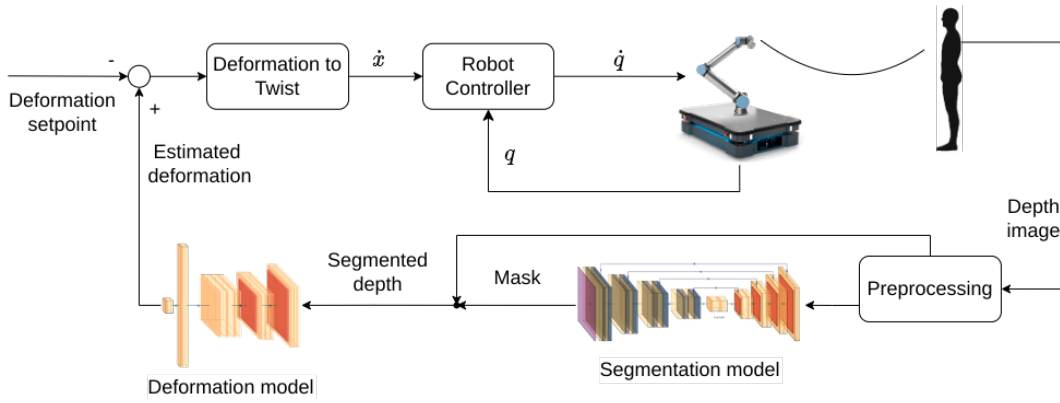 -
Deformation
setpoint
+
Estimated
deformation
Deformation to
Twist
ẋ
Robot
Controller
q̇
q
Depth
image
Preprocessing
Mask
Segmented
depth
Segmentation model
Deformation model